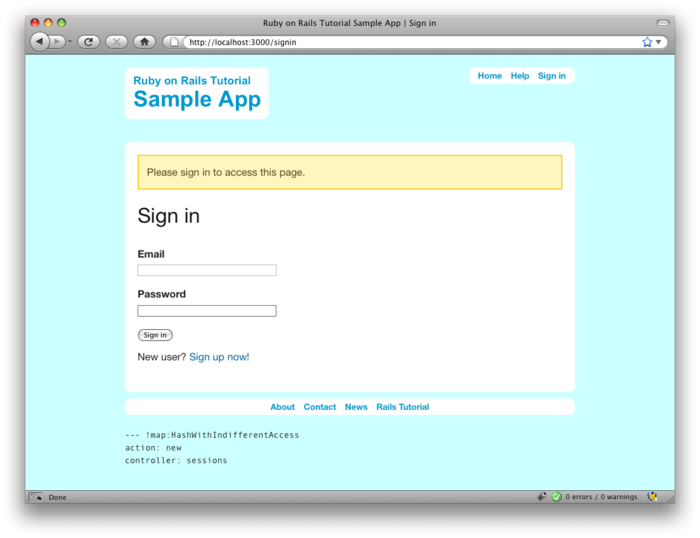 Ruby on Rails Tutorial Sample App | Sign in
http://localhost:3000/signin
Ruby on Rails Tutorial
Sample App
Home Help Sign in
Please sign in to access this page.
Sign in
Email
Password
Sign in
New user? Sign up now!
About Contact News Rails Tutorial
--- !map:HashWithIndifferentAccess
action: new
controller: sessions
Done
0 errors / 0 warnings